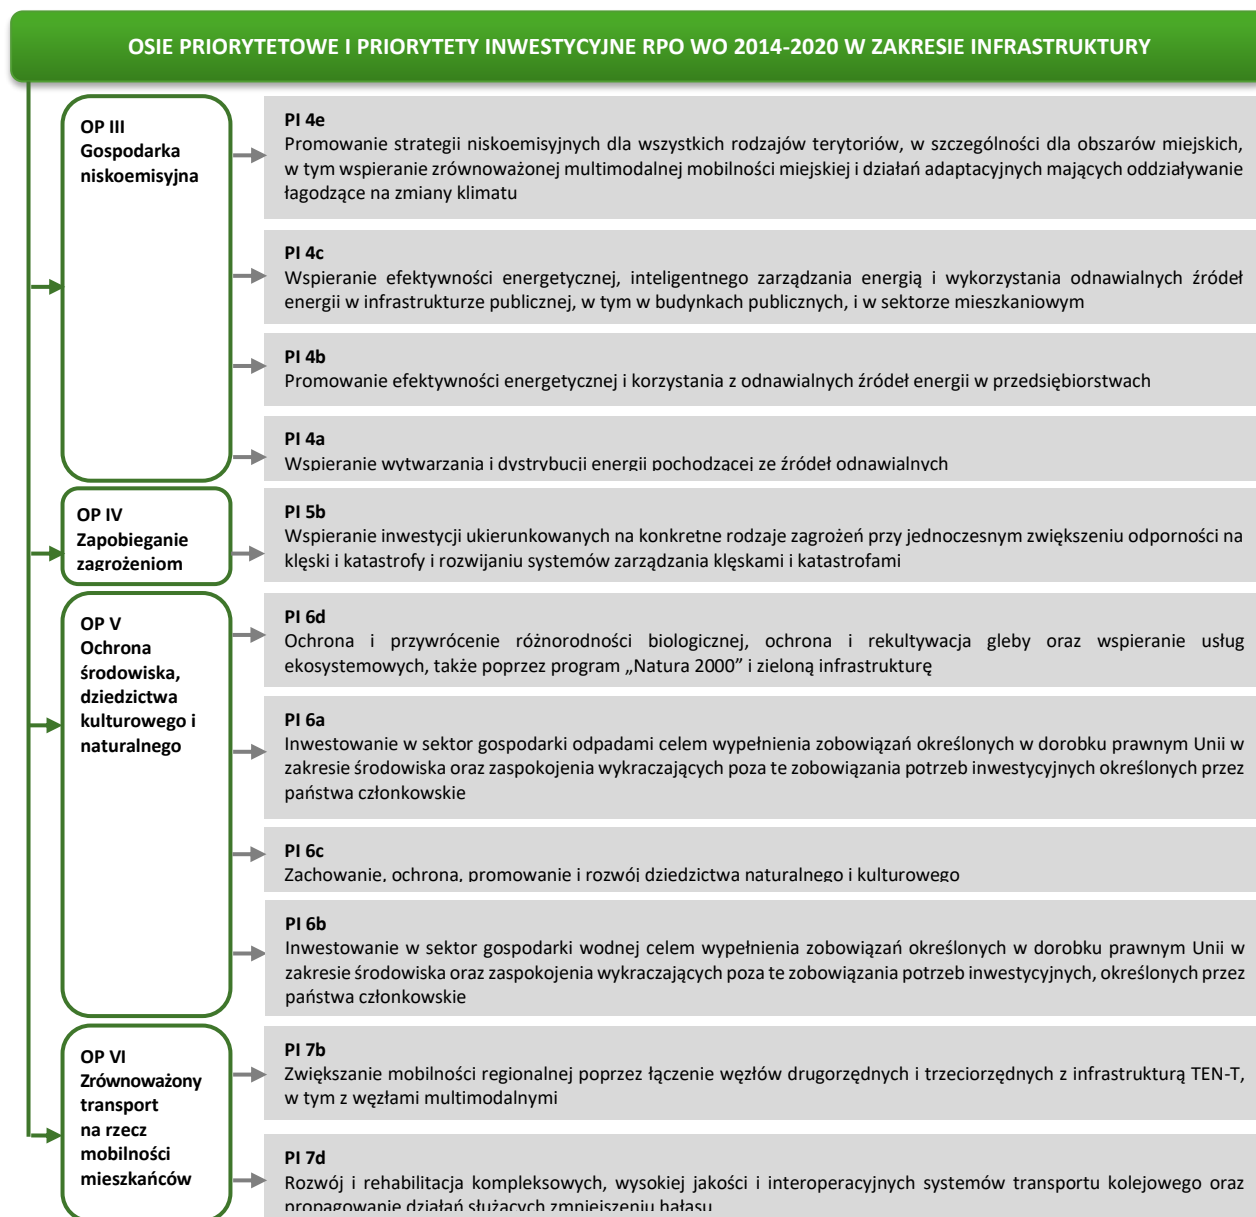 OSIE PRIORYTETOWE I PRIORYTETY INWESTYCYJNE RPO WO 2014-2020 W ZAKRESIE INFRASTRUKTURY
OP III
Gospodarka
niskoemisyjna
PI 4e
Promowanie strategii niskoemisyjnych dla wszystkich rodzajów terytoriów, w szczególności dla obszarów miejskich,
w tym wspieranie zrównoważonej multimodalnej mobilności miejskiej i działań adaptacyjnych mających oddziaływanie
łagodzące na zmiany klimatu
PI 4c
Wspieranie efektywności energetycznej, inteligentnego zarządzania energią i wykorzystania odnawialnych źródeł
energii w infrastrukturze publicznej, w tym w budynkach publicznych, i w sektorze mieszkaniowym
PI 4b
Promowanie efektywności energetycznej i korzystania z odnawialnych źródeł energii w przedsiębiorstwach
PI 4a
Wspieranie wytwarzania i dystrybucji energii pochodzącej ze źródeł odnawialnych
OP IV
Zapobieganie
zagrożeniom
PI 5b
Wspieranie inwestycji ukierunkowanych na konkretne rodzaje zagrożeń przy jednoczesnym zwiększeniu odporności na
klęski i katastrofy i rozwijaniu systemów zarządzania klęskami i katastrofami
OP V
Ochrona
środowiska,
dziedzictwa
kulturowego i
naturalnego
PI 6d
Ochrona i przywrócenie różnorodności biologicznej, ochrona i rekultywacja gleby oraz wspieranie usług
ekosystemowych, także poprzez program „Natura 2000” i zieloną infrastrukturę
PI 6a
Inwestowanie w sektor gospodarki odpadami celem wypełnienia zobowiązań określonych w dorobku prawnym Unii w
zakresie środowiska oraz zaspokojenia wykraczających poza te zobowiązania potrzeb inwestycyjnych określonych przez
państwa członkowskie
PI 6c
Zachowanie, ochrona, promowanie i rozwój dziedzictwa naturalnego i kulturowego
PI 6b
Inwestowanie w sektor gospodarki wodnej celem wypełnienia zobowiązań określonych w dorobku prawnym Unii w
zakresie środowiska oraz zaspokojenia wykraczających poza te zobowiązania potrzeb inwestycyjnych, określonych przez
państwa członkowskie
OP VI
Zrównoważony
transport
na rzecz
mobilności
mieszkańców
PI 7b
Zwiększanie mobilności regionalnej poprzez łączenie węzłów drugorzędnych i trzeciorzędnych z infrastrukturą TEN-T,
w tym z węzłami multimodalnymi
PI 7d
Rozwój i rehabilitacja kompleksowych, wysokiej jakości i interoperacyjnych systemów transportu kolejowego oraz
propagowanie działań służących zmniejszeniu hałasu